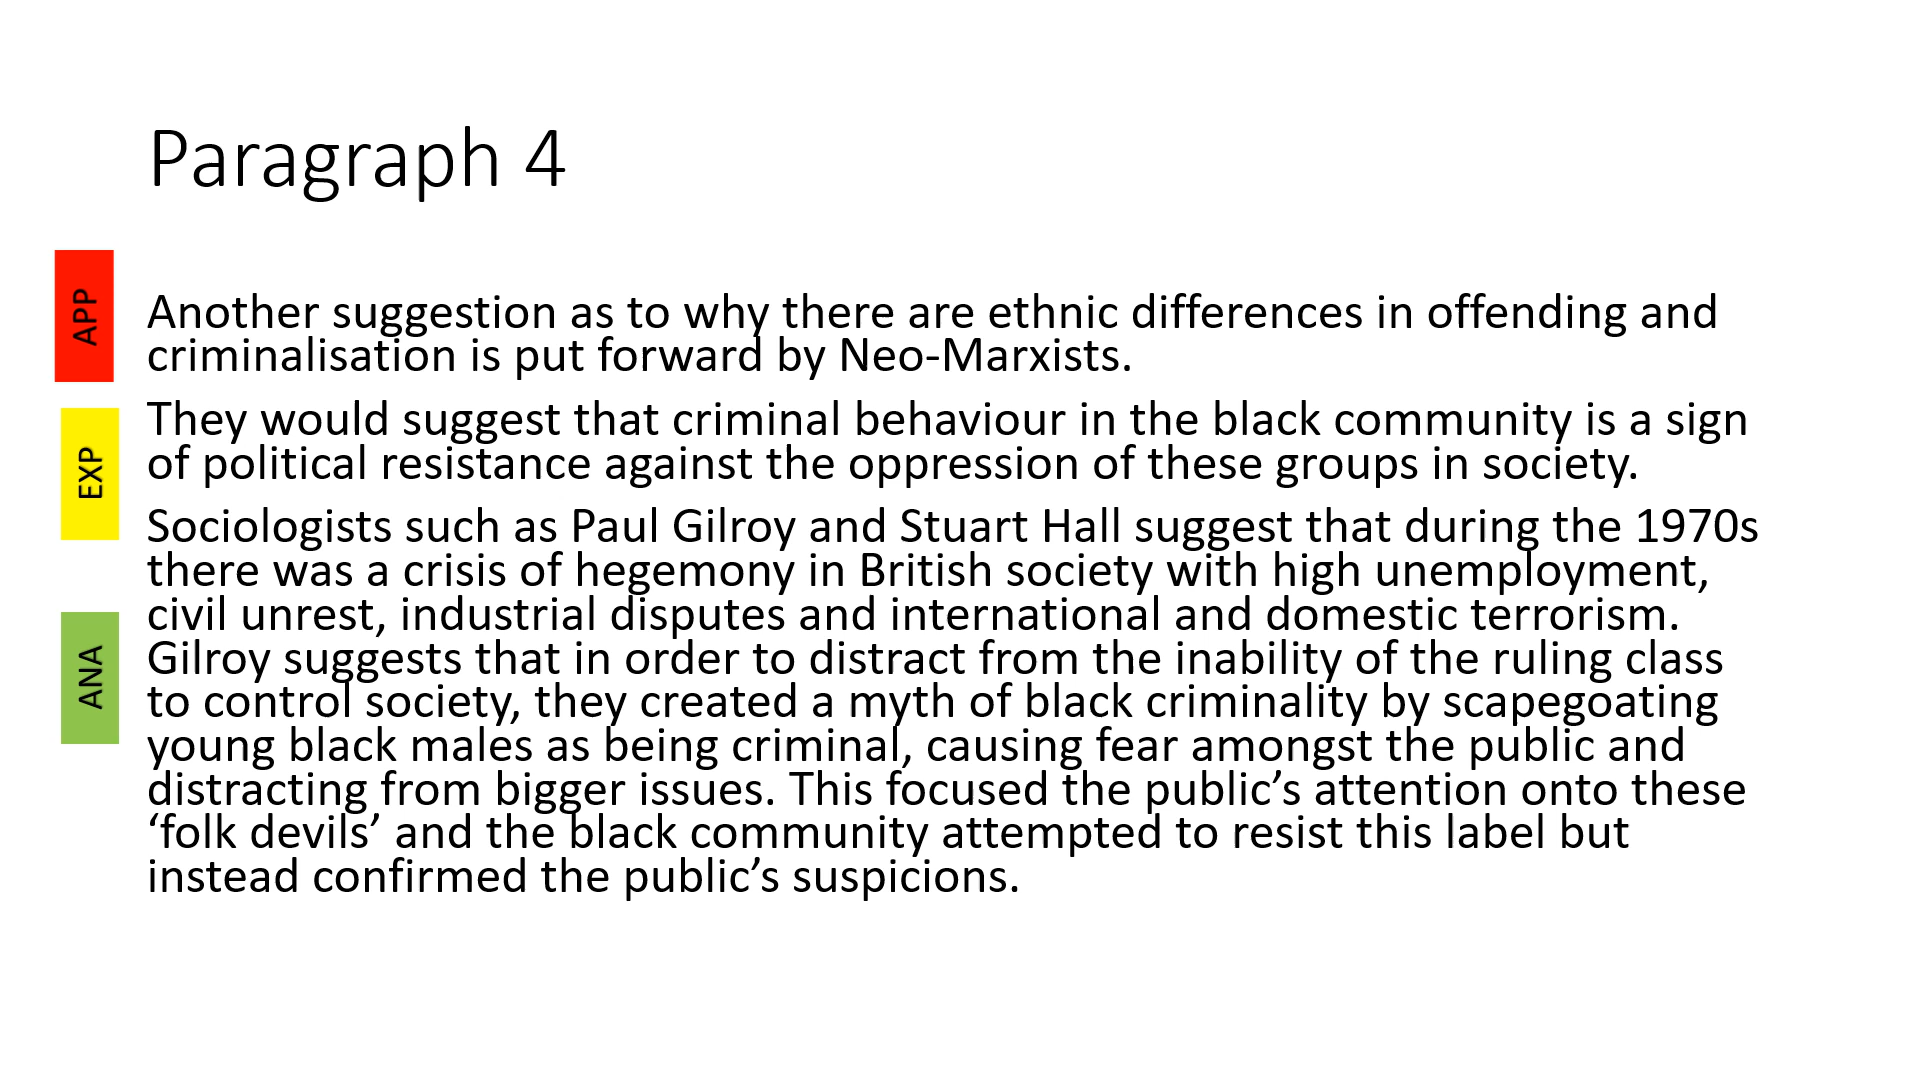 Paragraph 4
APP
Another suggestion as to why there are ethnic differences in offending and
criminalisation is put forward by Neo-Marxists.
EXP
They would suggest that criminal behaviour in the black community is a sign
of political resistance against the oppression of these groups in society.
ANA
Sociologists such as Paul Gilroy and Stuart Hall suggest that during the 1970s
there was a crisis of hegemony in British society with high unemployment,
civil unrest, industrial disputes and international and domestic terrorism.
Gilroy suggests that in order to distract from the inability of the ruling class
to control society, they created a myth of black criminality by scapegoating
young black males as being criminal, causing fear amongst the public and
distracting from bigger issues. This focused the public’s attention onto these
‘folk devils’ and the black community attempted to resist this label but
instead confirmed the public’s suspicions.